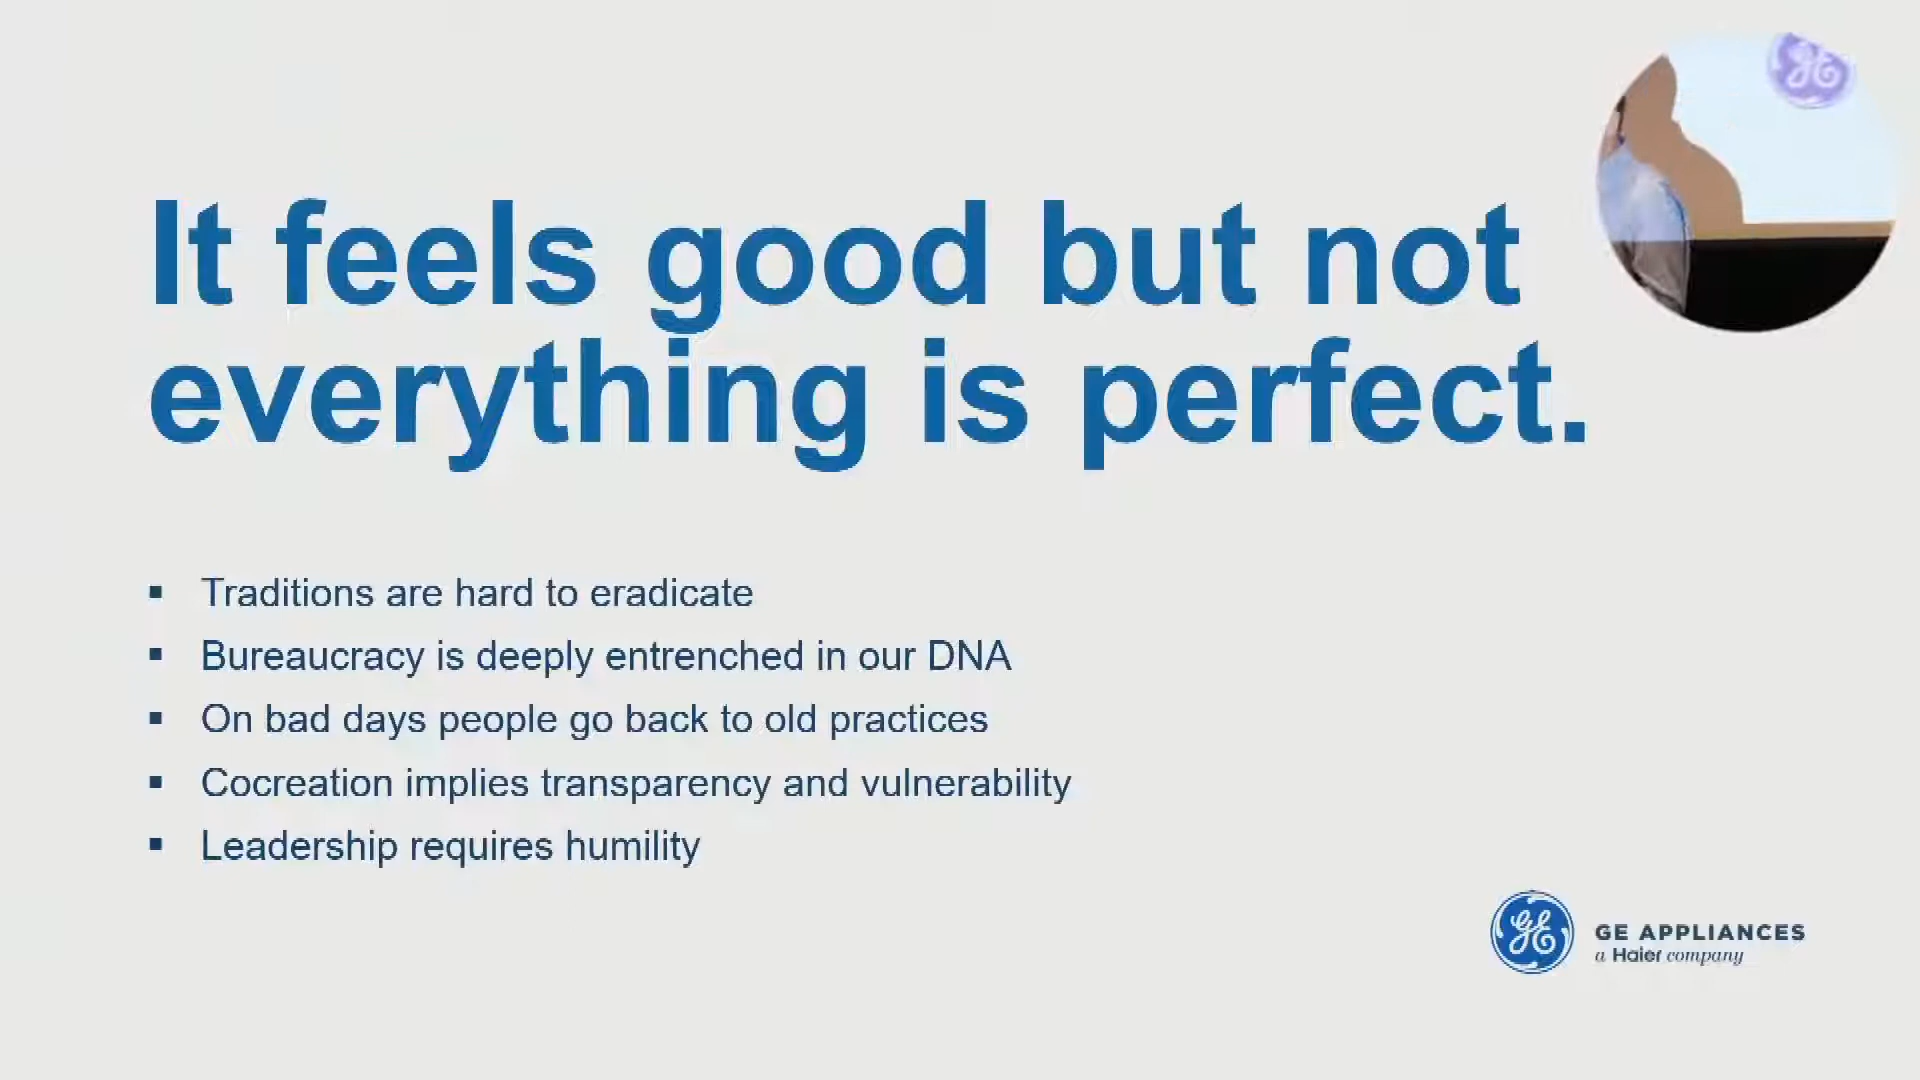 It feels good but not
everything is perfect.
▪ Traditions are hard to eradicate
▪ Bureaucracy is deeply entrenched in our DNA
▪ On bad days people go back to old practices
▪ Cocreation implies transparency and vulnerability
▪ Leadership requires humility
GE
GE APPLIANCES
a Haier company